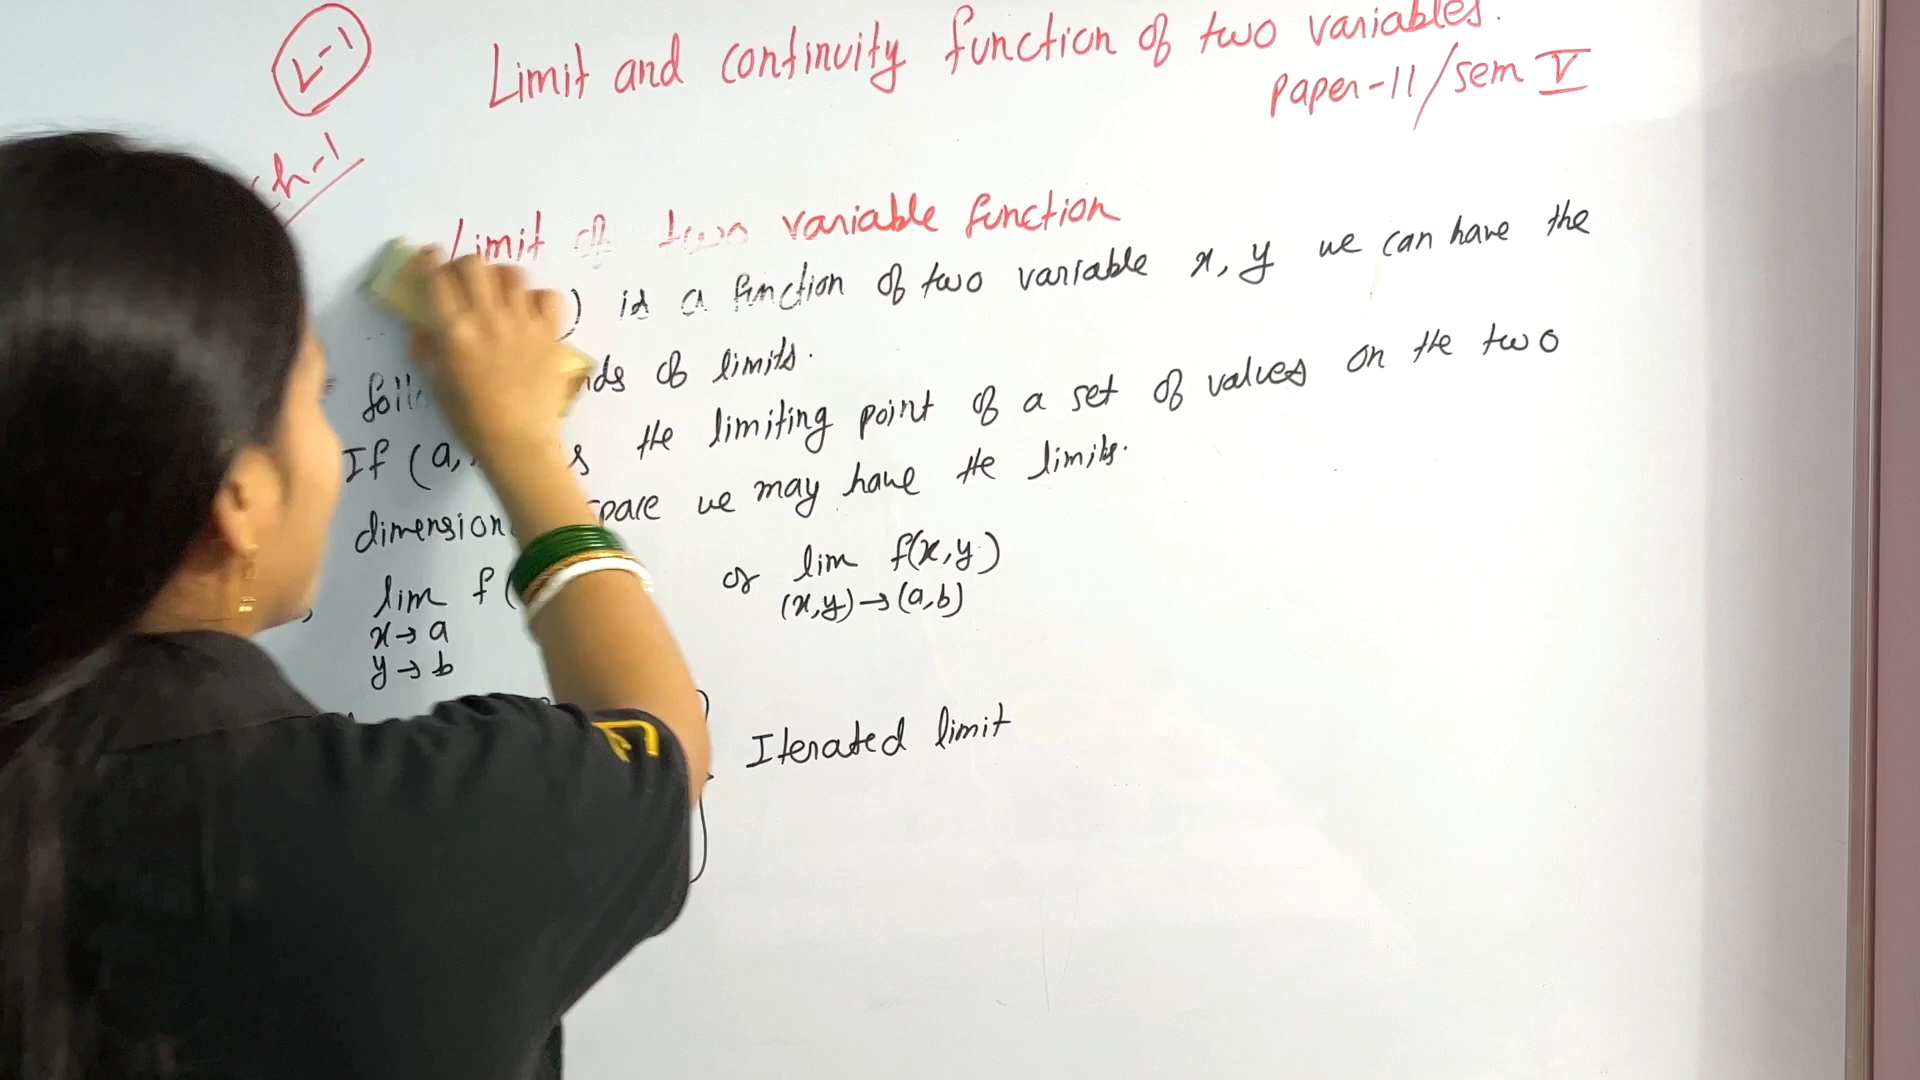 L-1
Limit and continuity function of two variables.
Paper-11/sem V
ch-1
Limit of two variable function
) is a function of two variable x, y we can have the
of limits.
If (a, the limiting point of a set of values on the two
dimension space we may have the limits.
lim f( or lim f(x,y)
x→a (x,y)→(a,b)
y→b
Iterated limit